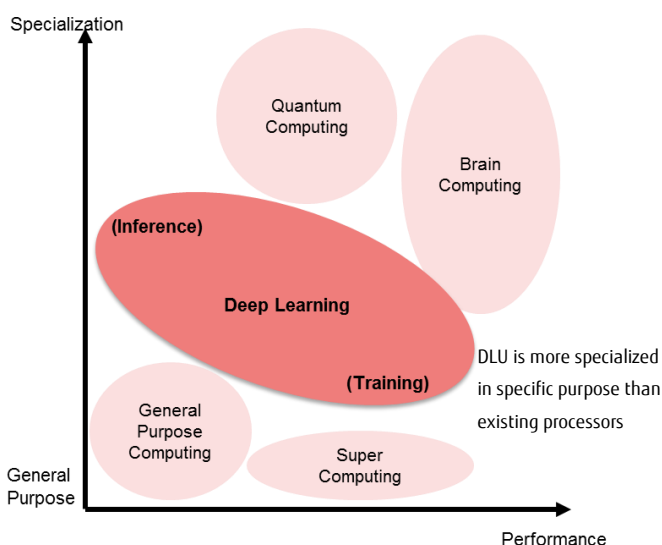 Specialization
Quantum
Computing
Brain
Computing
(Inference)
Deep Learning
(Training)
DLU is more specialized
in specific purpose than
existing processors
General
Purpose
Computing
Super
Computing
General
Purpose
Performance